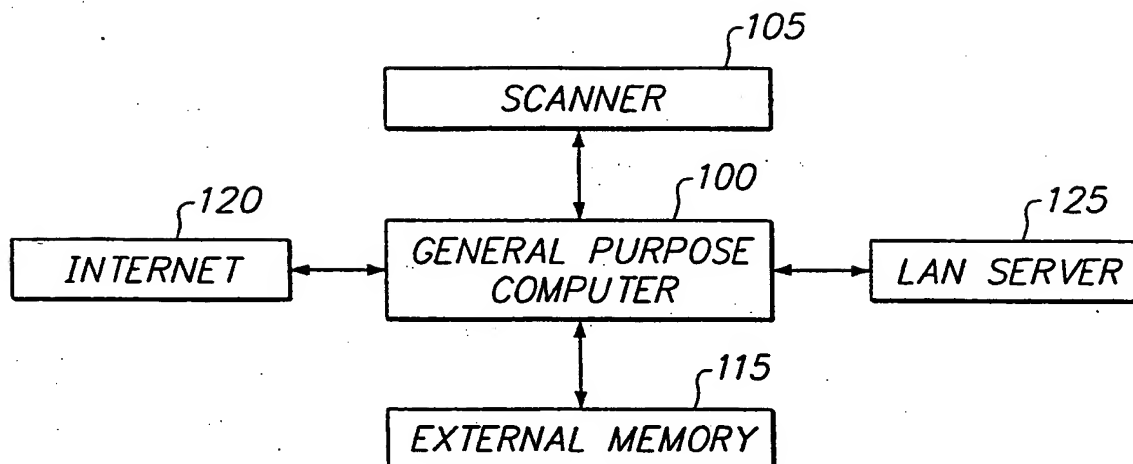 105
SCANNER
100
120
125
GENERAL PURPOSE
COMPUTER
INTERNET
LAN SERVER
115
EXTERNAL MEMORY